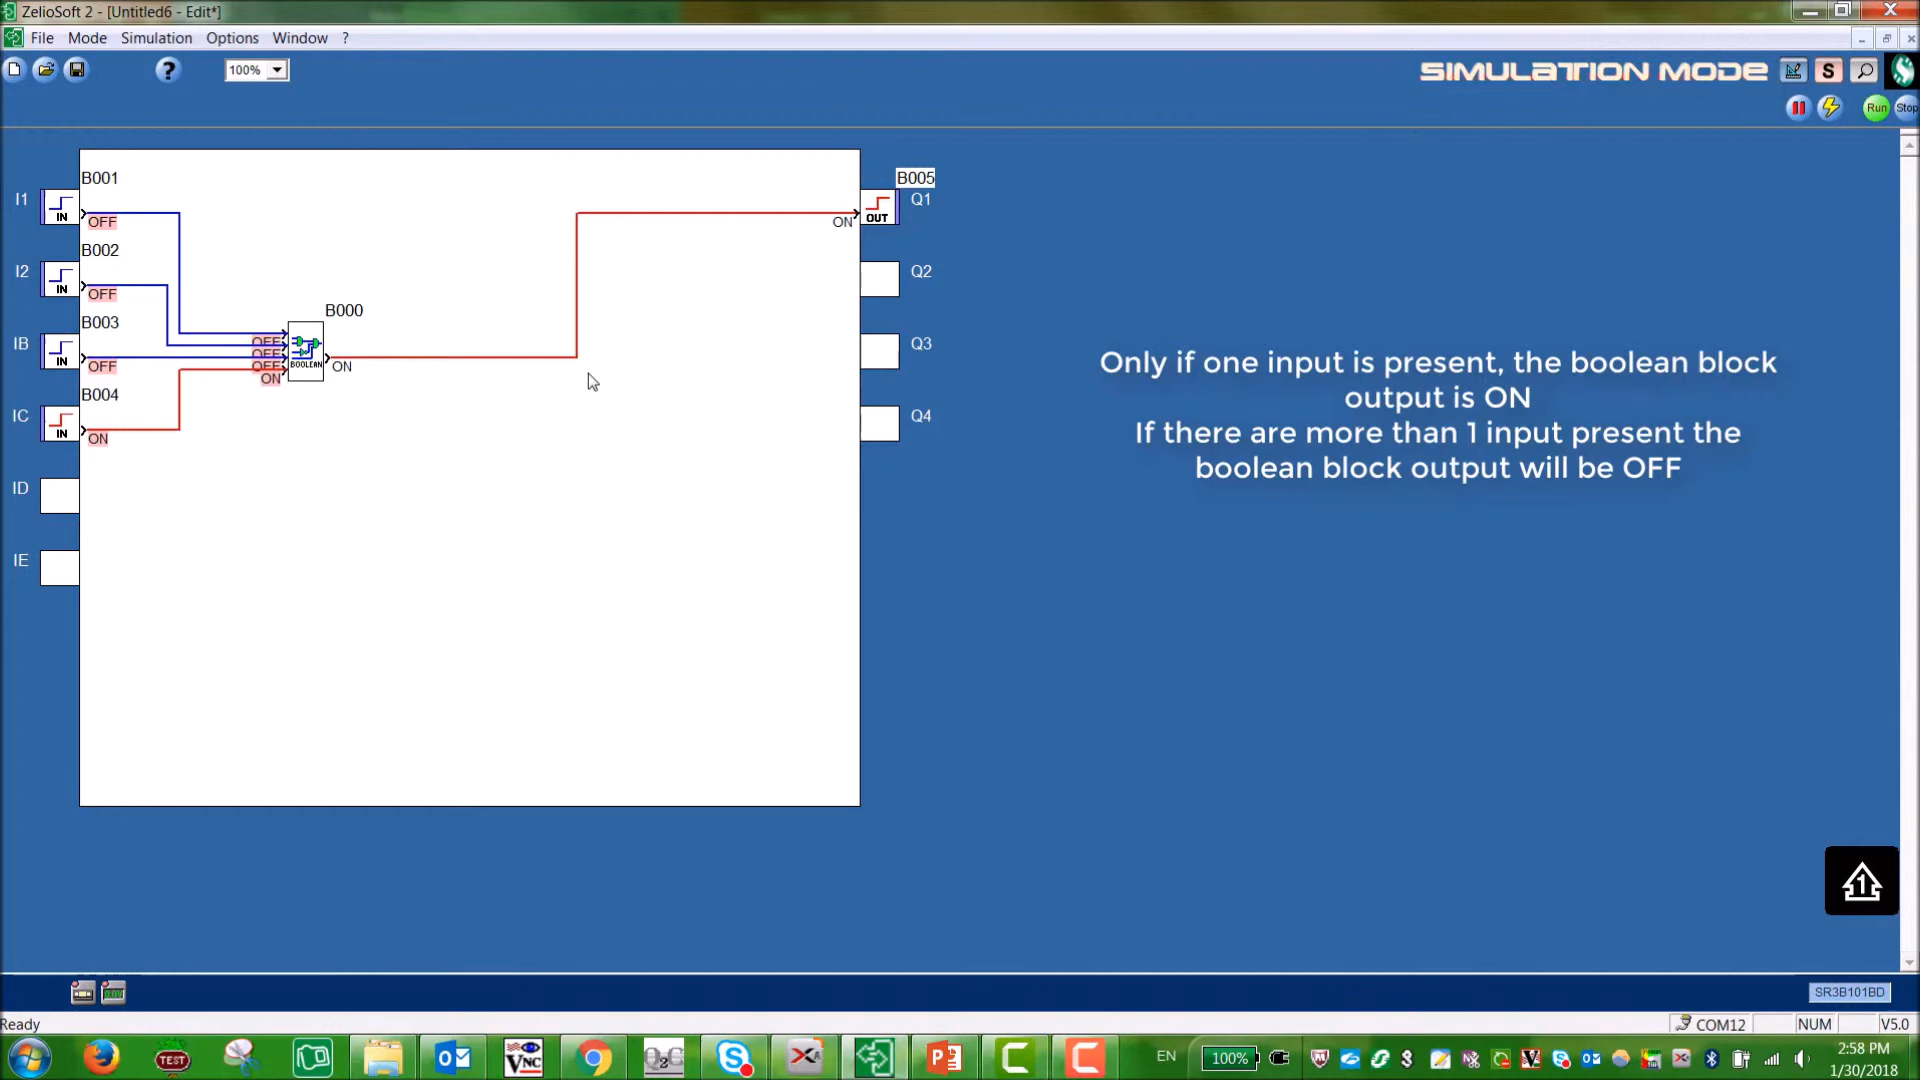 ZelioSoft 2 - [Untitled6 - Edit*]
File Mode Simulation Options Window ?
100%
SIMULATION MODE
S
Run Stop
B001
I1
IN
OFF
B002
I2
IN
OFF
B003
IB
IN
OFF
B004
IC
IN
ON
ID
IE
B000
OFF
OFF
OFF
ON
BOOLEAN
ON
B005
Q1
OUT
ON
Q2
Q3
Q4
Only if one input is present, the boolean block
output is ON
If there are more than 1 input present the
boolean block output will be OFF
1
SR3B101BD
Ready
COM12
NUM
V5.0
TEST
VNC
Q2C
EN
100%
2:58 PM
1/30/2018